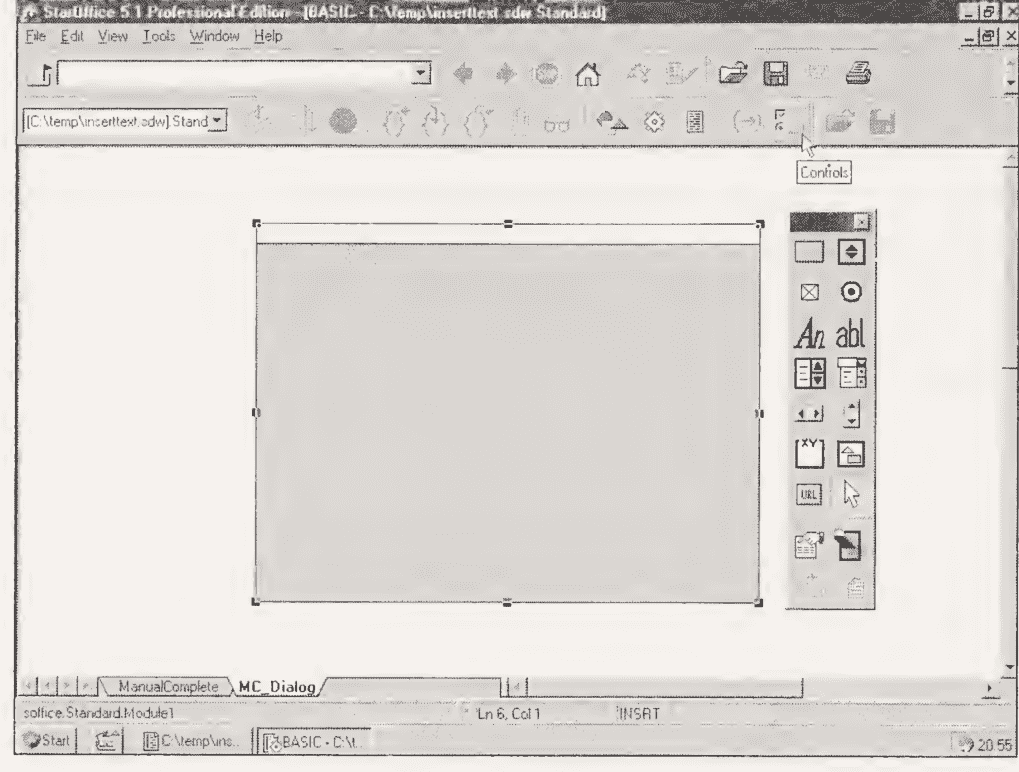 StarOffice 5.1 Professional Edition - [BASIC - C:\Temp\inserttext.sdw Standard]
File Edit View Tools Window Help
[C:\temp\inserttext.sdw].Stand
Controls
An abl
XY
URL
ManualComplete MC_Dialog
soffice.Standard.Module1 Ln 6, Col 1 INSRT
Start C:\temp\ins... BASIC - C:\t... 20:55